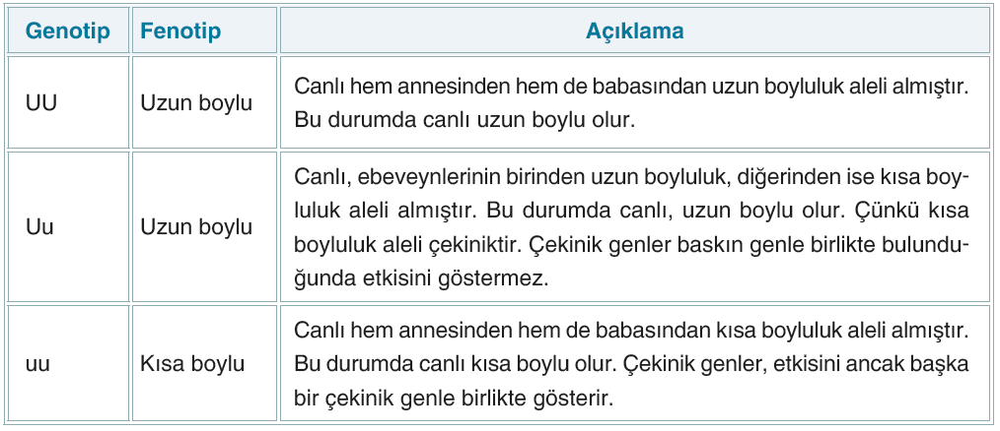 Genotip Fenotip Açıklama
Canlı hem annesinden hem de babasından uzun boyluluk aleli almıştır.
UU Uzun boylu
Bu durumda canlı uzun boylu olur.
Canlı, ebeveynlerinin birinden uzun boyluluk, diğerinden ise kısa boy-
luluk aleli almıştır. Bu durumda canlı, uzun boylu olur. Çünkü kısa
Uu Uzun boylu
boyluluk aleli çekiniktir. Çekinik genler baskın genle birlikte bulundu-
ğunda etkisini göstermez.
Canlı hem annesinden hem de babasından kısa boyluluk aleli almıştır.
uu Kısa boylu
Bu durumda canlı kısa boylu olur. Çekinik genler, etkisini ancak başka
bir çekinik genle birlikte gösterir.